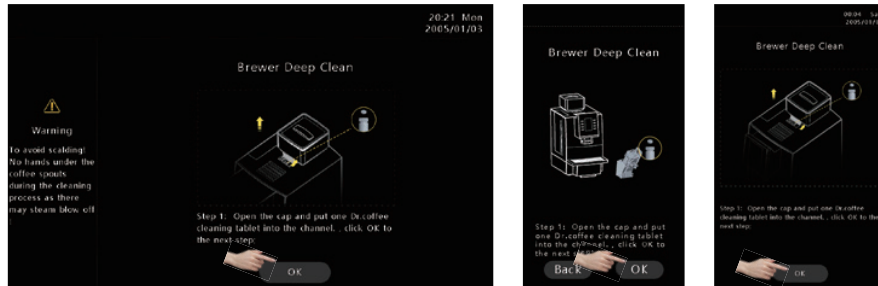 20:21 Mon
2005/01/03
Brewer Deep Clean
Warning
To avoid scalding!
No hands under the
coffee spouts
during the cleaning
process as there
may steam blow off
!
Step 1: Open the cap and put one Dr.coffee
cleaning tablet into the channel. , click OK to
the next step:
OK
Brewer Deep Clean
Step 1: Open the cap and put
one Dr.coffee cleaning tablet
into the channel. , click OK to
the next
Back OK
08:04
Brewer Deep Clean
Step 1: Open the cap and put one Dr.coffee
cleaning tablet into the channel. , click OK to the
next step:
OK